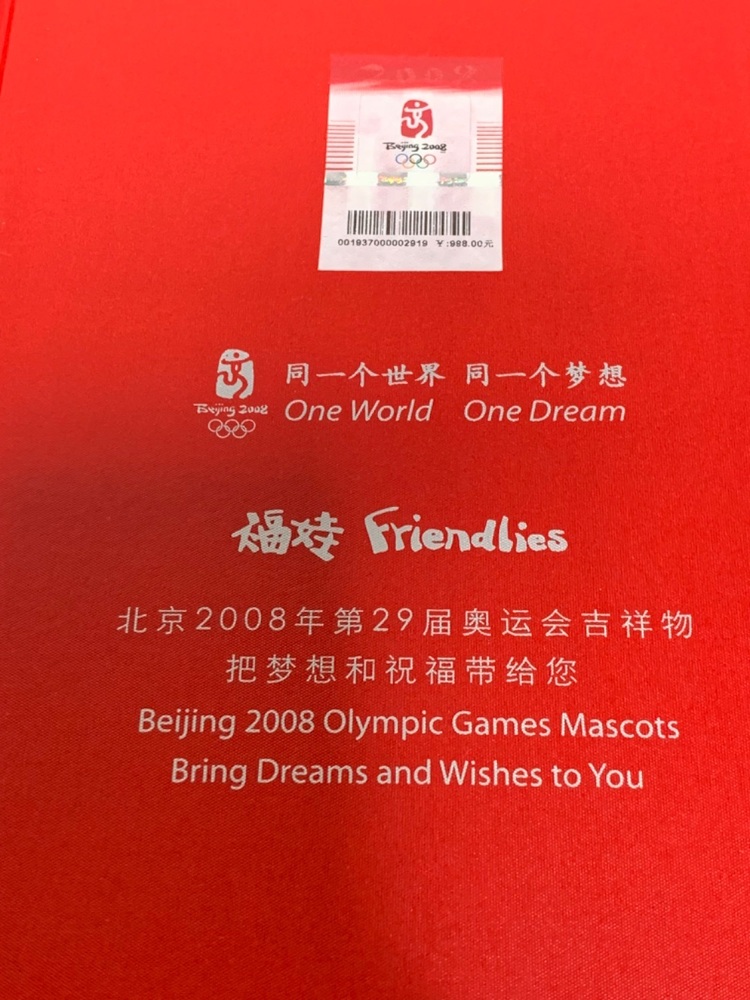 2008
Beijing 2008
001937000002919 ¥:988.00元
同一个世界 同一个梦想
Beijing 2008
One World One Dream
福娃 Friendlies
北京2008年第29届奥运会吉祥物
把梦想和祝福带给您
Beijing 2008 Olympic Games Mascots
Bring Dreams and Wishes to You